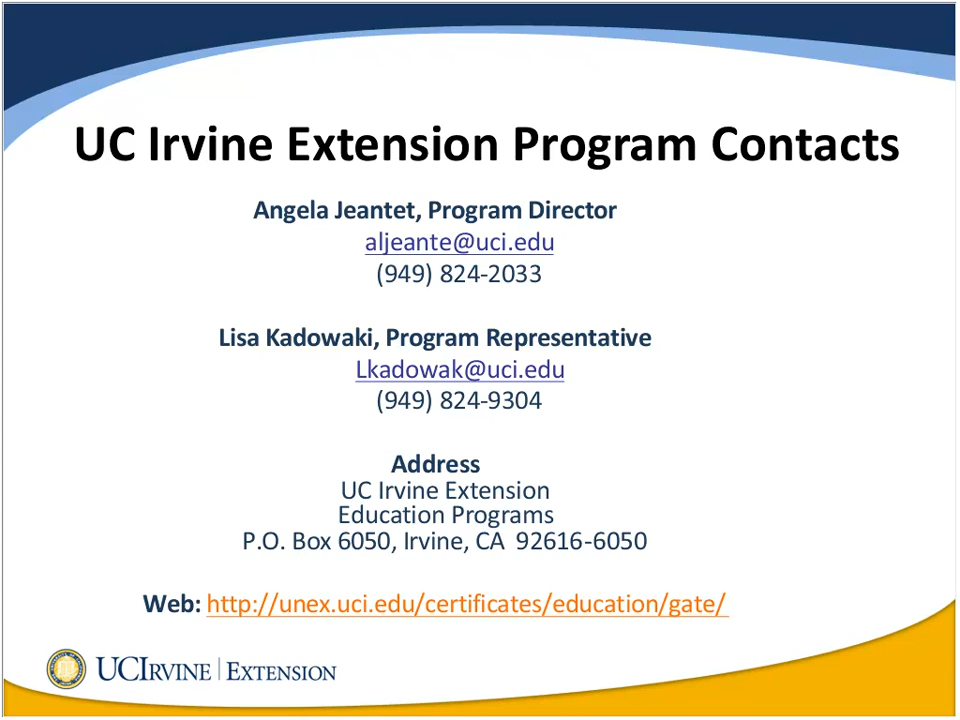 UC Irvine Extension Program Contacts
Angela Jeantet, Program Director
aljeante@uci.edu
(949) 824-2033
Lisa Kadowaki, Program Representative
Lkadowak@uci.edu
(949) 824-9304
Address
UC Irvine Extension
Education Programs
P.O. Box 6050, Irvine, CA  92616-6050
Web: http://unex.uci.edu/certificates/education/gate/
UCIRVINE | EXTENSION